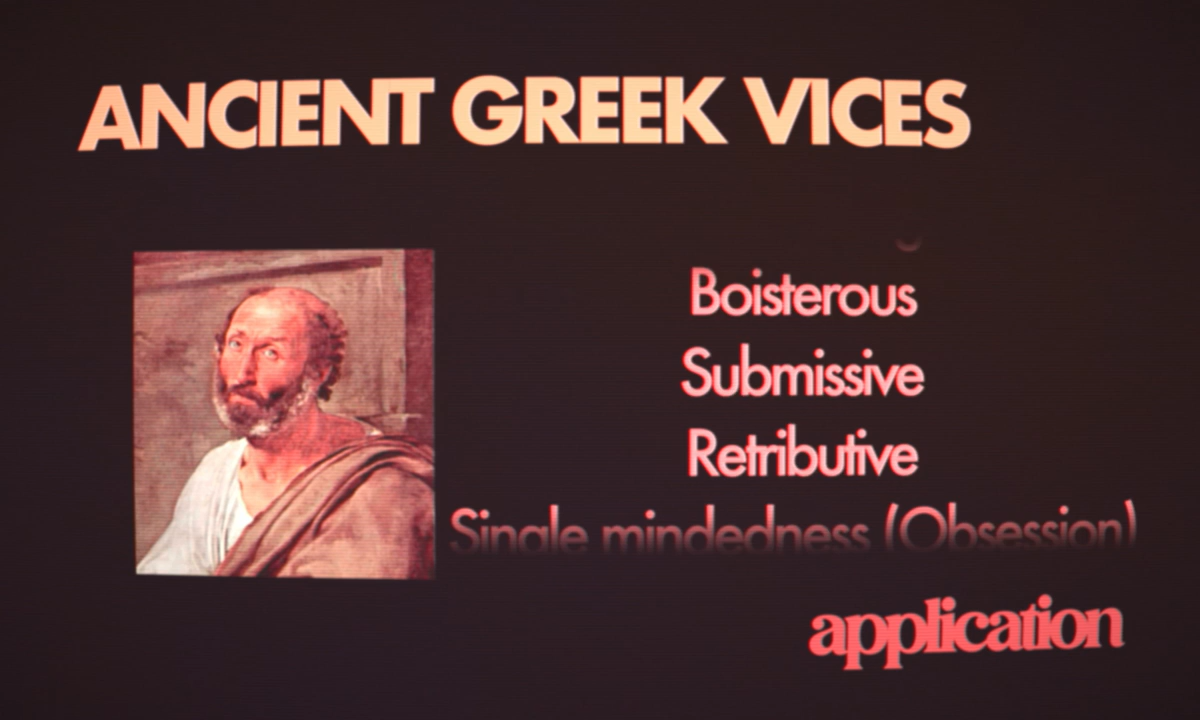 ANCIENT GREEK VICES
Boisterous
Submissive
Retributive
Single mindedness (Obsession)
application